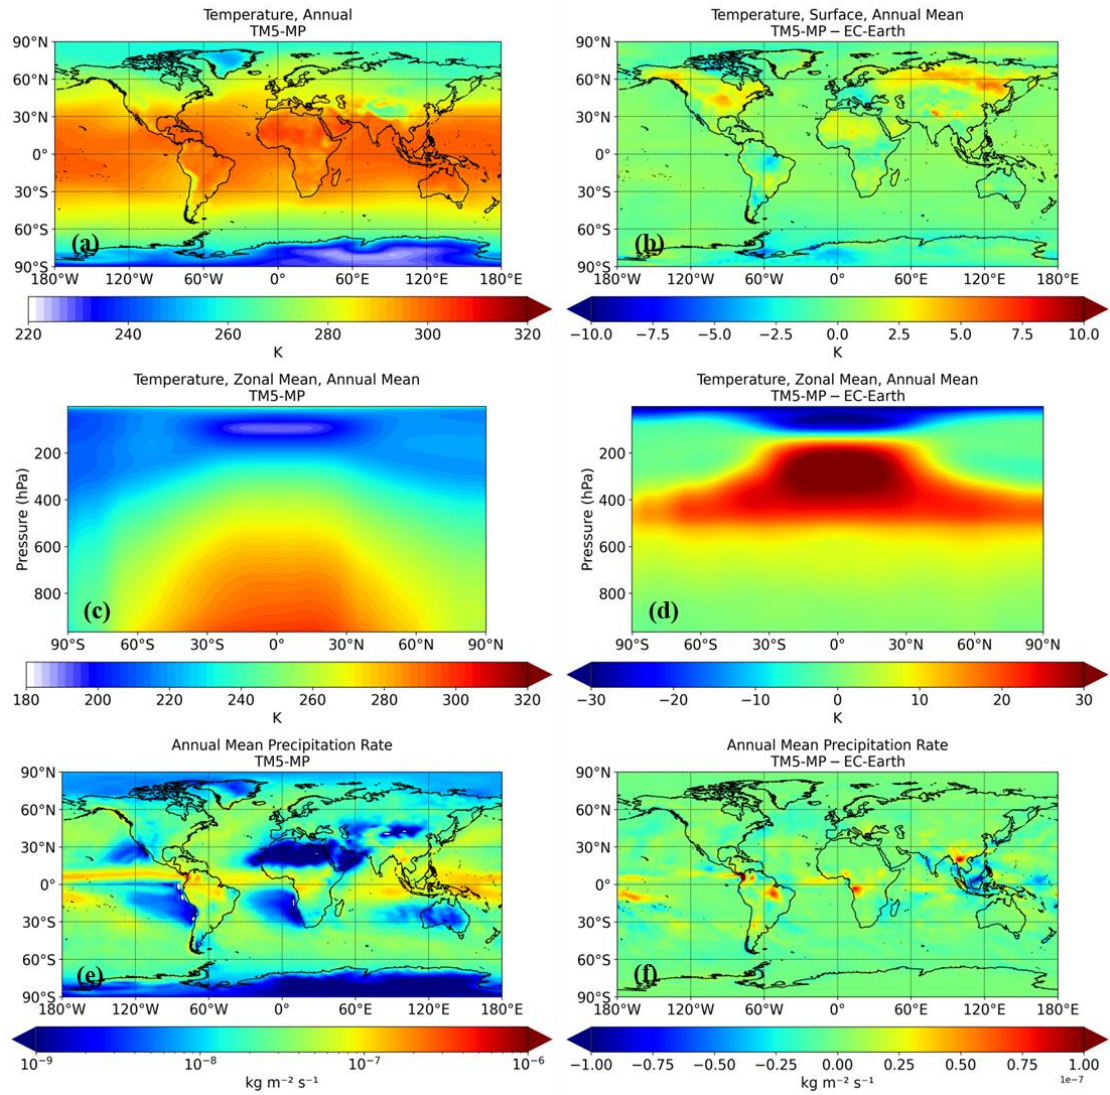 Temperature, Annual
TM5-MP
90°N
60°N
30°N
0°
30°S
60°S
90°S
(a)
180°W 120°W 60°W 0° 60°E 120°E 180°E
220 240 260 280 300 320
K
Temperature, Surface, Annual Mean
TM5-MP − EC-Earth
90°N
60°N
30°N
0°
30°S
60°S
90°S
(b)
180°W 120°W 60°W 0° 60°E 120°E 180°E
−10.0 −7.5 −5.0 −2.5 0.0 2.5 5.0 7.5 10.0
K
Temperature, Zonal Mean, Annual Mean
TM5-MP
Pressure (hPa)
200
400
600
800
(c)
90°S 60°S 30°S 0° 30°N 60°N 90°N
180 200 220 240 260 280 300 320
K
Temperature, Zonal Mean, Annual Mean
TM5-MP − EC-Earth
Pressure (hPa)
200
400
600
800
(d)
90°S 60°S 30°S 0° 30°N 60°N 90°N
−30 −20 −10 0 10 20 30
K
Annual Mean Precipitation Rate
TM5-MP
90°N
60°N
30°N
0°
30°S
60°S
90°S
(e)
180°W 120°W 60°W 0° 60°E 120°E 180°E
10⁻⁹ 10⁻⁸ 10⁻⁷ 10⁻⁶
kg m⁻² s⁻¹
Annual Mean Precipitation Rate
TM5-MP − EC-Earth
90°N
60°N
30°N
0°
30°S
60°S
90°S
(f)
180°W 120°W 60°W 0° 60°E 120°E 180°E
−1.00 −0.75 −0.50 −0.25 0.00 0.25 0.50 0.75 1.00
kg m⁻² s⁻¹ 1e−7